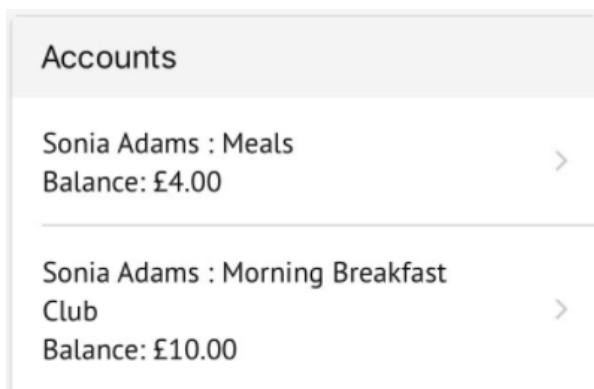 Accounts
Sonia Adams : Meals
Balance: £4.00
Sonia Adams : Morning Breakfast
Club
Balance: £10.00